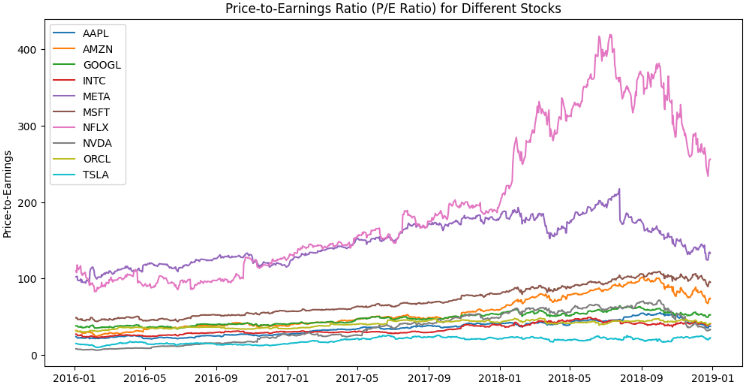 Price-to-Earnings Ratio (P/E Ratio) for Different Stocks
AAPL
AMZN
GOOGL
INTC
META
MSFT
NFLX
NVDA
ORCL
TSLA
Price-to-Earnings
400
300
200
100
0
2016-01 2016-05 2016-09 2017-01 2017-05 2017-09 2018-01 2018-05 2018-09 2019-01